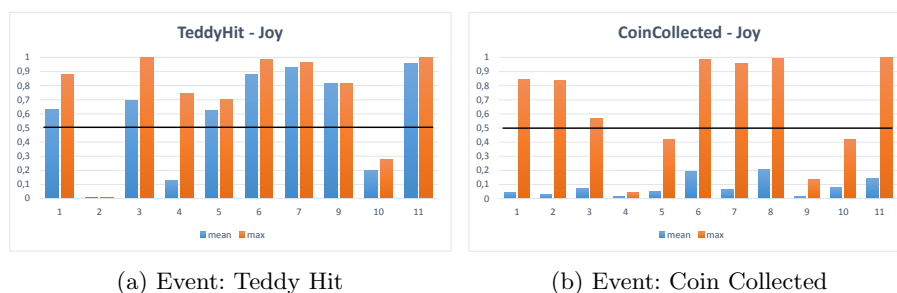 TeddyHit - Joy
1
0,9
0,8
0,7
0,6
0,5
0,4
0,3
0,2
0,1
0
1 2 3 4 5 6 7 9 10 11
mean max
(a) Event: Teddy Hit
CoinCollected - Joy
1
0,9
0,8
0,7
0,6
0,5
0,4
0,3
0,2
0,1
0
1 2 3 4 5 6 7 8 9 10 11
mean max
(b) Event: Coin Collected